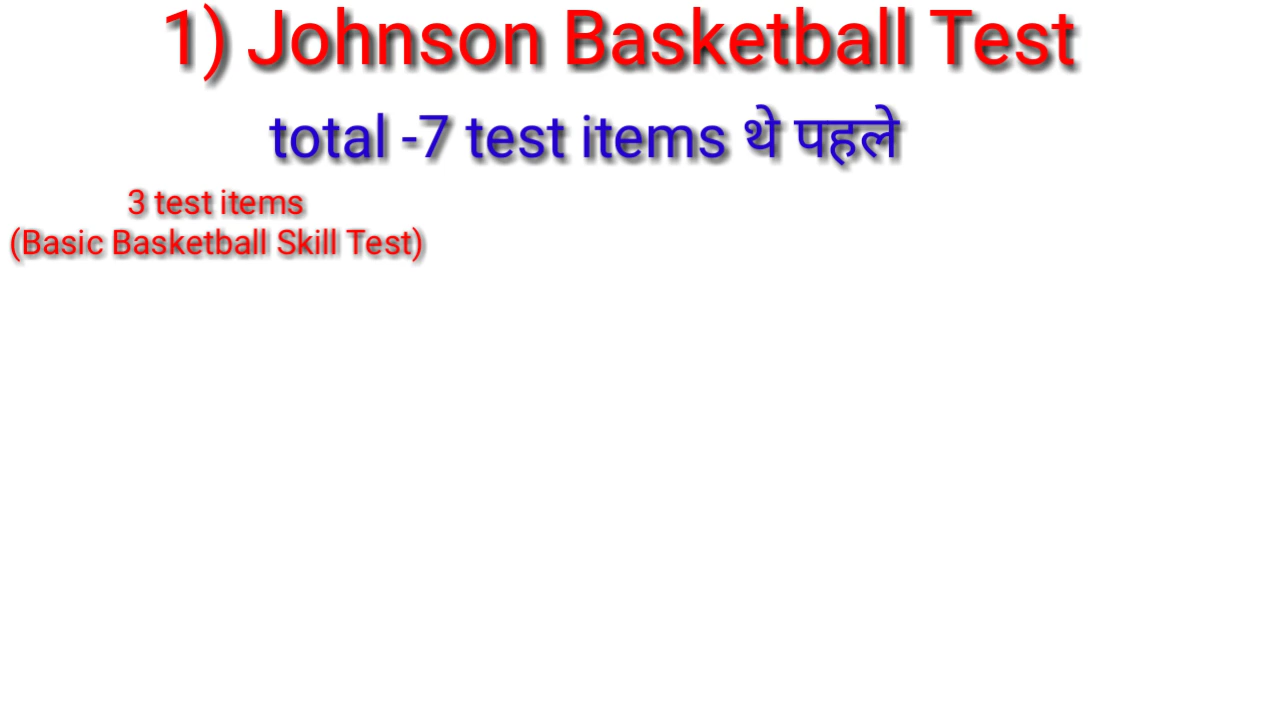 1) Johnson Basketball Test
total -7 test items थे पहले
3 test items
(Basic Basketball Skill Test)